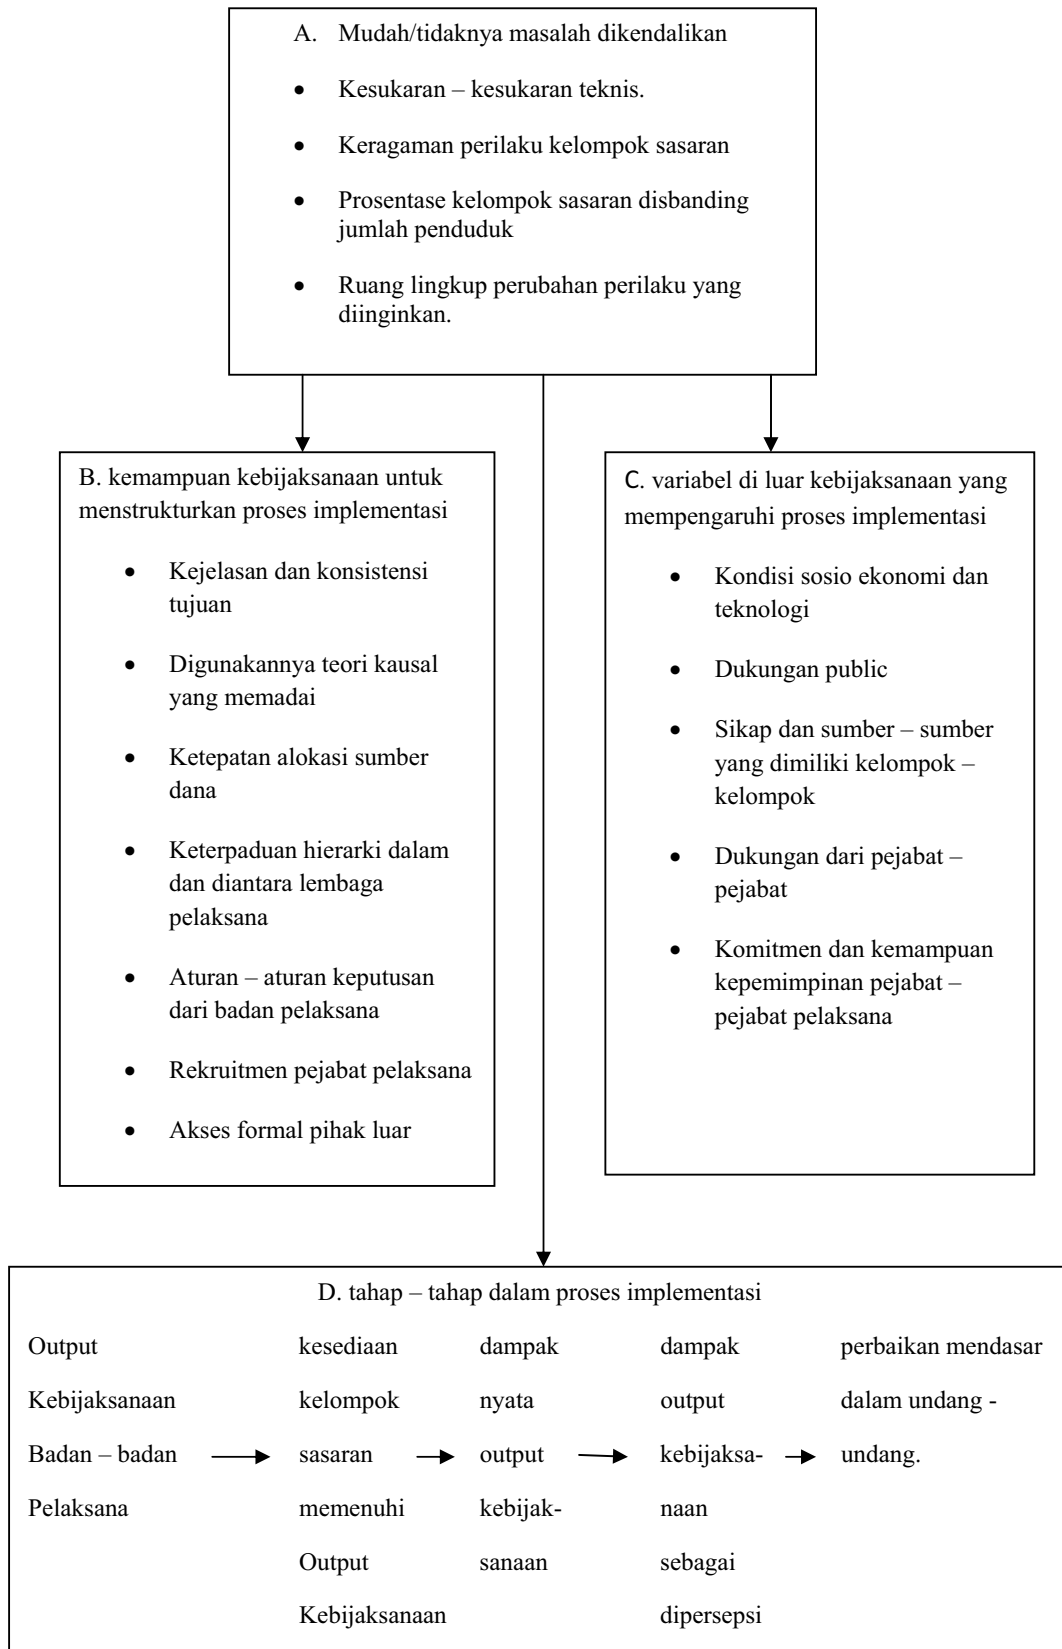 A. Mudah/tidaknya masalah dikendalikan
• Kesukaran – kesukaran teknis.
• Keragaman perilaku kelompok sasaran
• Prosentase kelompok sasaran disbanding
jumlah penduduk
• Ruang lingkup perubahan perilaku yang
diinginkan.
B. kemampuan kebijaksanaan untuk
menstrukturkan proses implementasi
• Kejelasan dan konsistensi
tujuan
• Digunakannya teori kausal
yang memadai
• Ketepatan alokasi sumber
dana
• Keterpaduan hierarki dalam
dan diantara lembaga
pelaksana
• Aturan – aturan keputusan
dari badan pelaksana
• Rekruitmen pejabat pelaksana
• Akses formal pihak luar
C. variabel di luar kebijaksanaan yang
mempengaruhi proses implementasi
• Kondisi sosio ekonomi dan
teknologi
• Dukungan public
• Sikap dan sumber – sumber
yang dimiliki kelompok –
kelompok
• Dukungan dari pejabat –
pejabat
• Komitmen dan kemampuan
kepemimpinan pejabat –
pejabat pelaksana
D. tahap – tahap dalam proses implementasi
Output
Kebijaksanaan
Badan – badan
Pelaksana
kesediaan
kelompok
sasaran
memenuhi
Output
Kebijaksanaan
dampak
nyata
output
kebijak-
sanaan
dampak
output
kebijaksa-
naan
sebagai
dipersepsi
perbaikan mendasar
dalam undang -
undang.